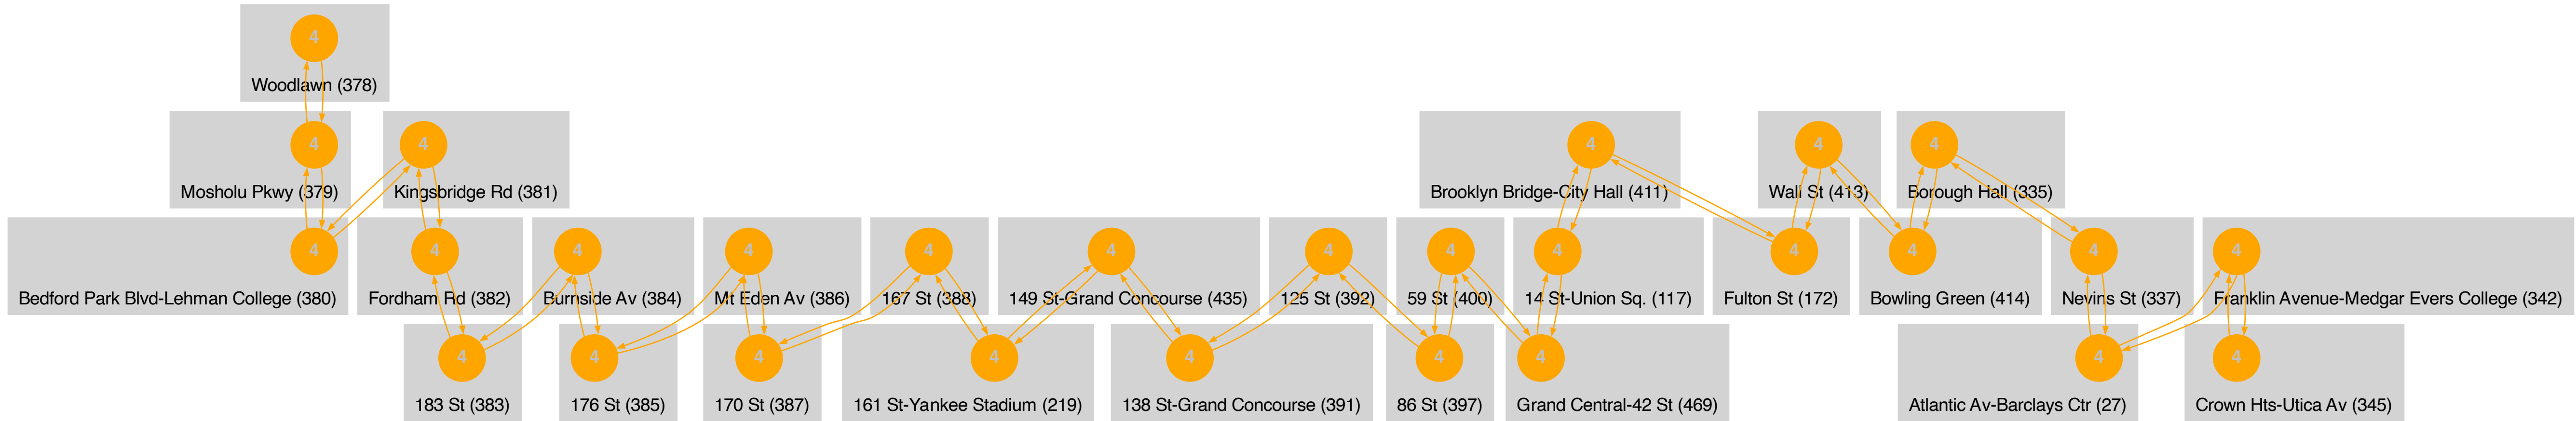 4
Woodlawn (378)
4
Mosholu Pkwy (379)
4
Kingsbridge Rd (381)
4
Brooklyn Bridge-City Hall (411)
4
Wall St (413)
4
Borough Hall (335)
4
Bedford Park Blvd-Lehman College (380)
4
Fordham Rd (382)
4
Burnside Av (384)
4
Mt Eden Av (386)
4
167 St (388)
4
149 St-Grand Concourse (435)
4
125 St (392)
4
59 St (400)
4
14 St-Union Sq. (117)
4
Fulton St (172)
4
Bowling Green (414)
4
Nevins St (337)
4
Franklin Avenue-Medgar Evers College (342)
4
183 St (383)
4
176 St (385)
4
170 St (387)
4
161 St-Yankee Stadium (219)
4
138 St-Grand Concourse (391)
4
86 St (397)
4
Grand Central-42 St (469)
4
Atlantic Av-Barclays Ctr (27)
4
Crown Hts-Utica Av (345)